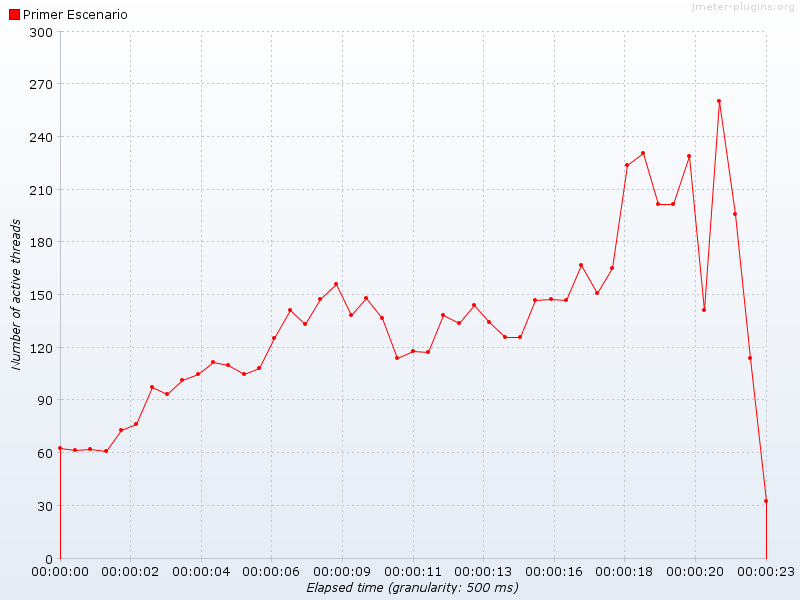 jmeter-plugins.org
Primer Escenario
300
270
240
210
180
150
120
90
60
30
0
Number of active threads
00:00:00 00:00:02 00:00:04 00:00:06 00:00:09 00:00:11 00:00:13 00:00:16 00:00:18 00:00:20 00:00:23
Elapsed time (granularity: 500 ms)